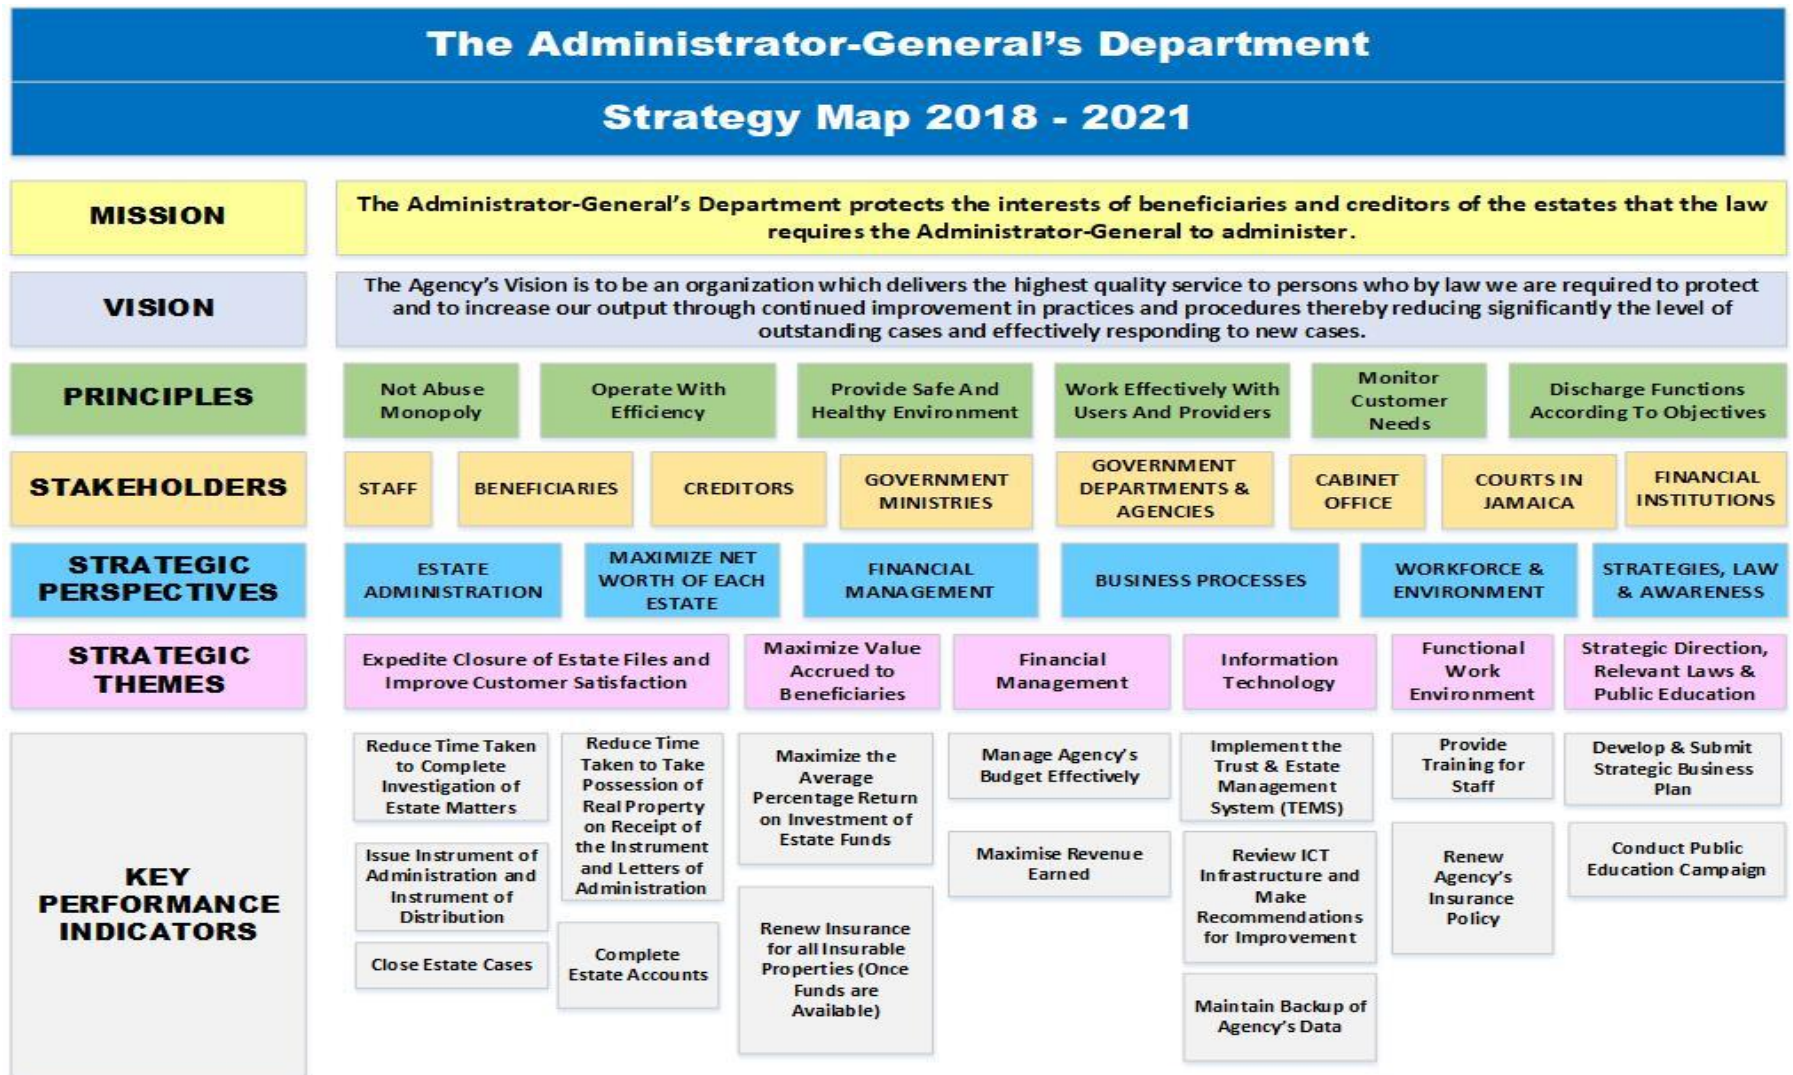 The Administrator-General's Department
Strategy Map 2018 - 2021
MISSION
The Administrator-General's Department protects the interests of beneficiaries and creditors of the estates that the law
requires the Administrator-General to administer.
VISION
The Agency's Vision is to be an organization which delivers the highest quality service to persons who by law we are required to protect
and to increase our output through continued improvement in practices and procedures thereby reducing significantly the level of
outstanding cases and effectively responding to new cases.
PRINCIPLES
Not Abuse
Monopoly
Operate With
Efficiency
Provide Safe And
Healthy Environment
Work Effectively With
Users And Providers
Monitor
Customer
Needs
Discharge Functions
According To Objectives
STAKEHOLDERS
STAFF
BENEFICIARIES
CREDITORS
GOVERNMENT
MINISTRIES
GOVERNMENT
DEPARTMENTS &
AGENCIES
CABINET
OFFICE
COURTS IN
JAMAICA
FINANCIAL
INSTITUTIONS
STRATEGIC
PERSPECTIVES
ESTATE
ADMINISTRATION
MAXIMIZE NET
WORTH OF EACH
ESTATE
FINANCIAL
MANAGEMENT
BUSINESS PROCESSES
WORKFORCE &
ENVIRONMENT
STRATEGIES, LAW
& AWARENESS
STRATEGIC
THEMES
Expedite Closure of Estate Files and
Improve Customer Satisfaction
Maximize Value
Accrued to
Beneficiaries
Financial
Management
Information
Technology
Functional
Work
Environment
Strategic Direction,
Relevant Laws &
Public Education
KEY
PERFORMANCE
INDICATORS
Reduce Time Taken
to Complete
Investigation of
Estate Matters
Issue Instrument of
Administration and
Instrument of
Distribution
Close Estate Cases
Reduce Time
Taken to Take
Possession of
Real Property
on Receipt of
the Instrument
and Letters of
Administration
Complete
Estate Accounts
Maximize the
Average
Percentage Return
on Investment of
Estate Funds
Renew Insurance
for all Insurable
Properties (Once
Funds are
Available)
Manage Agency's
Budget Effectively
Maximise Revenue
Earned
Implement the
Trust & Estate
Management
System (TEMS)
Review ICT
Infrastructure and
Make
Recommendations
for Improvement
Maintain Backup of
Agency's Data
Provide
Training for
Staff
Renew
Agency's
Insurance
Policy
Develop & Submit
Strategic Business
Plan
Conduct Public
Education Campaign